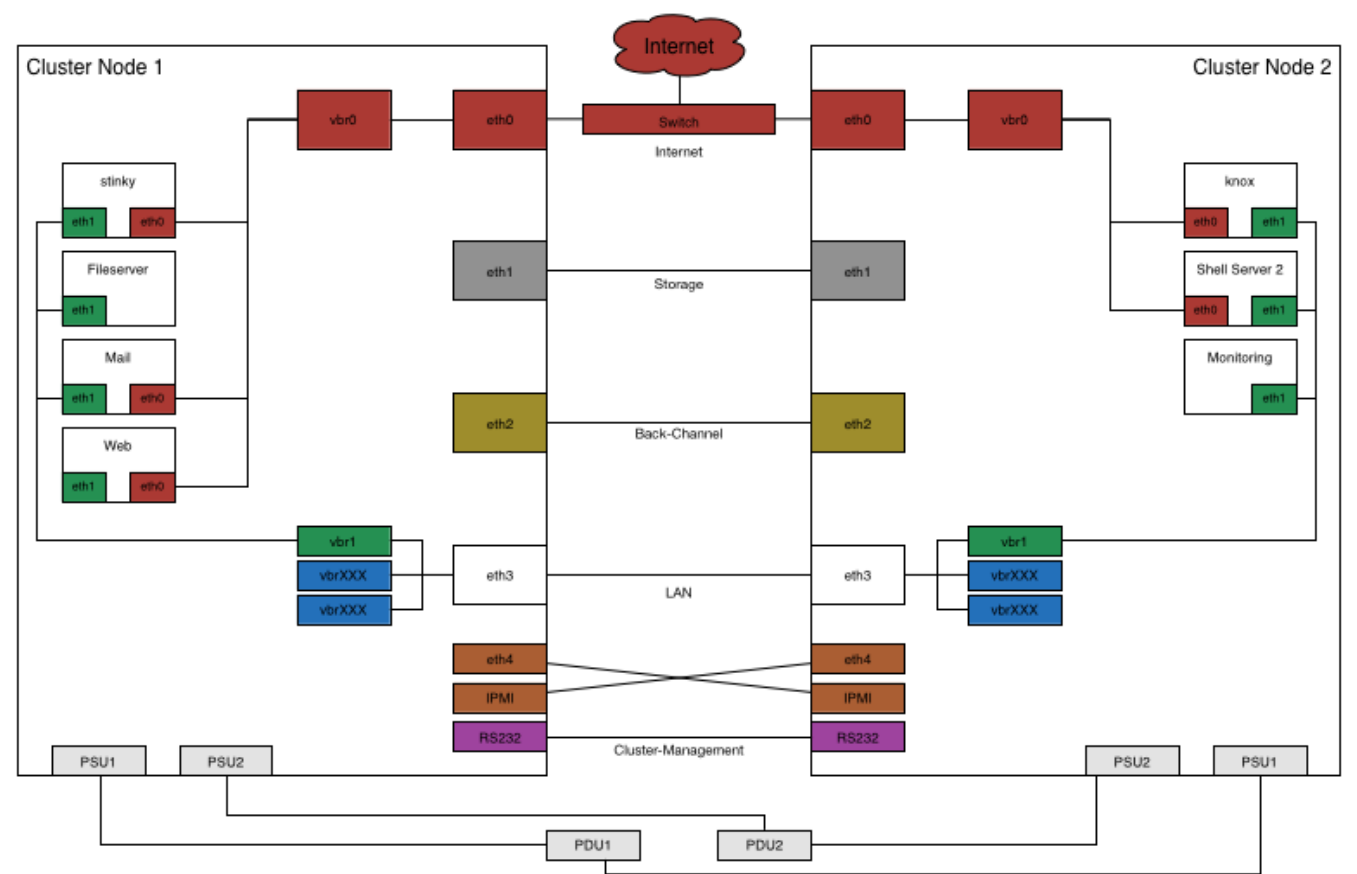 Internet
Cluster Node 1
Cluster Node 2
vbr0
eth0
Switch
eth0
vbr0
Internet
stinky
eth1
eth0
Fileserver
eth1
Mail
eth1
eth0
Web
eth1
eth0
knox
eth0
eth1
Shell Server 2
eth0
eth1
Monitoring
eth1
eth1
eth1
Storage
eth2
eth2
Back-Channel
vbr1
vbrXXX
vbrXXX
eth3
eth3
LAN
vbr1
vbrXXX
vbrXXX
eth4
eth4
IPMI
IPMI
RS232
RS232
Cluster-Management
PSU1
PSU2
PSU2
PSU1
PDU1
PDU2